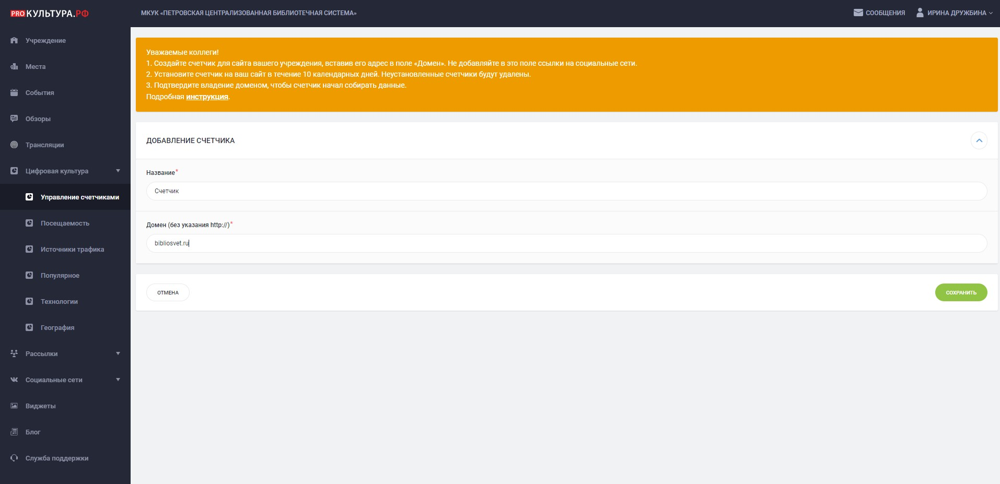 PRO КУЛЬТУРА.РФ
МКУК «ПЕТРОВСКАЯ ЦЕНТРАЛИЗОВАННАЯ БИБЛИОТЕЧНАЯ СИСТЕМА»
СООБЩЕНИЯ
ИРИНА ДРУЖБИНА
Учреждение
Места
События
Обзоры
Трансляции
Цифровая культура
Управление счетчиками
Посещаемость
Источники трафика
Популярное
Технологии
География
Рассылки
Социальные сети
Виджеты
Блог
Служба поддержки
Уважаемые коллеги!
1. Создайте счетчик для сайта вашего учреждения, вставив его адрес в поле «Домен». Не добавляйте в это поле ссылки на социальные сети.
2. Установите счетчик на ваш сайт в течение 10 календарных дней. Неустановленные счетчики будут удалены.
3. Подтвердите владение доменом, чтобы счетчик начал собирать данные.
Подробная инструкция.
ДОБАВЛЕНИЕ СЧЕТЧИКА
Название*
Счетчик
Домен (без указания http://)*
bibliosvet.ru
ОТМЕНА
СОХРАНИТЬ